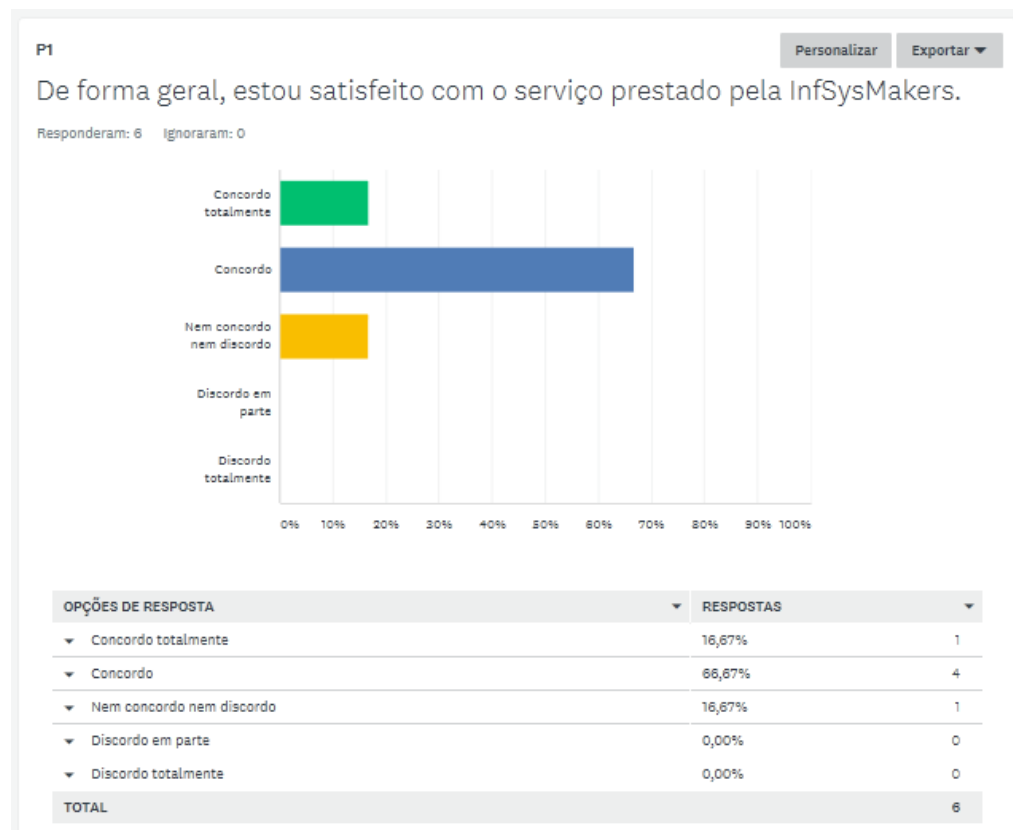 P1
Personalizar Exportar
De forma geral, estou satisfeito com o serviço prestado pela InfSysMakers.
Responderam: 6 Ignoraram: 0
Concordo
totalmente
Concordo
Nem concordo
nem discordo
Discordo em
parte
Discordo
totalmente
0% 10% 20% 30% 40% 50% 60% 70% 80% 90% 100%
OPÇÕES DE RESPOSTA RESPOSTAS
Concordo totalmente 16,67% 1
Concordo 66,67% 4
Nem concordo nem discordo 16,67% 1
Discordo em parte 0,00% 0
Discordo totalmente 0,00% 0
TOTAL 6